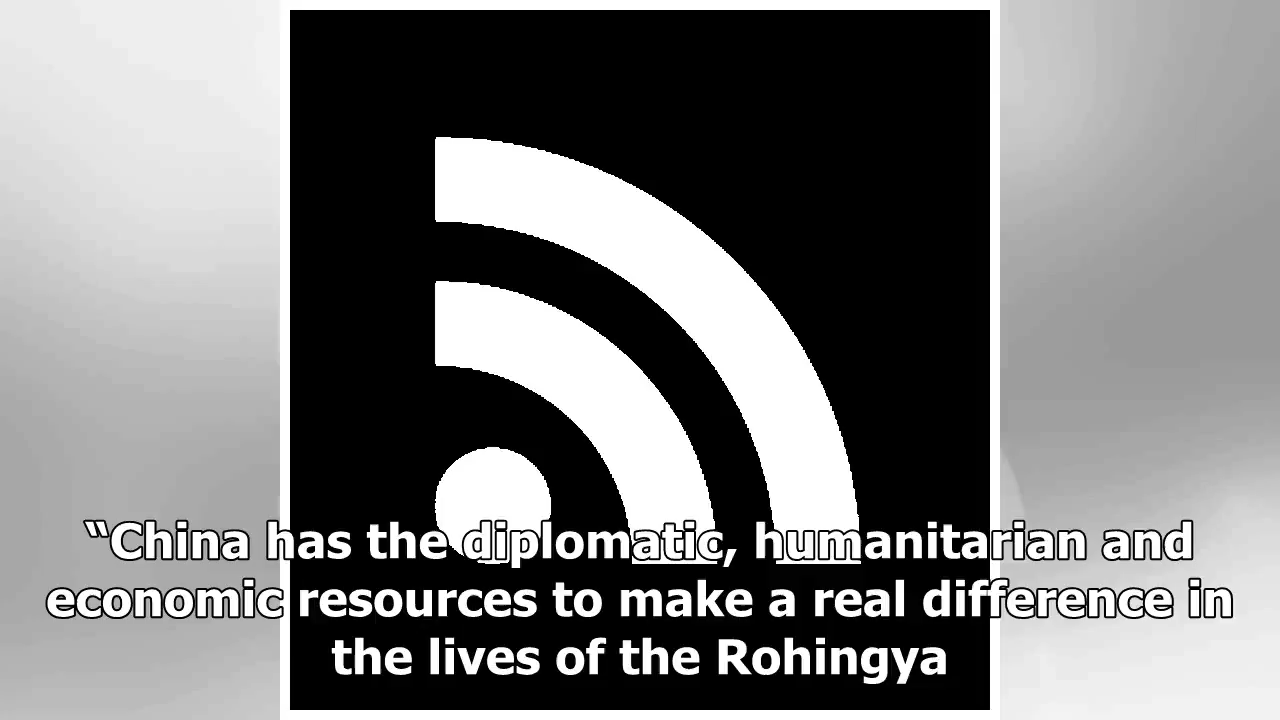 “China has the diplomatic, humanitarian and
economic resources to make a real difference in
the lives of the Rohingya